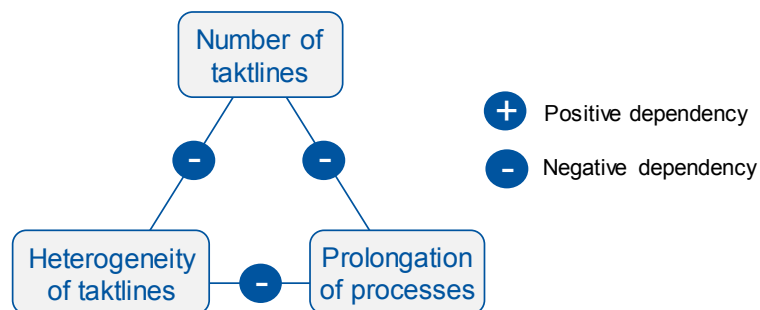 Number of
taktlines
+ Positive dependency
- Negative dependency
-
-
Heterogeneity
of taktlines
-
Prolongation
of processes